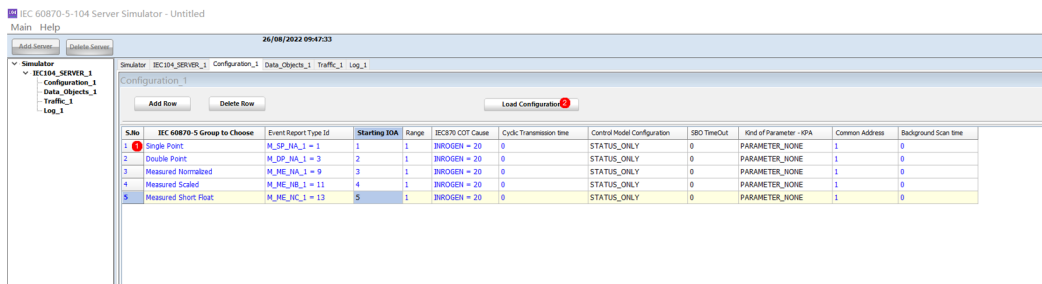 104 IEC 60870-5-104 Server Simulator - Untitled
Main Help
Add Server Delete Server 26/08/2022 09:47:33
Simulator
IEC104_SERVER_1
Configuration_1
Data_Objects_1
Traffic_1
Log_1
Simulator IEC104_SERVER_1 Configuration_1 Data_Objects_1 Traffic_1 Log_1
Configuration_1
Add Row Delete Row Load Configuration 2
S.No IEC 60870-5 Group to Choose Event Report Type Id Starting IOA Range IEC870 COT Cause Cyclic Transmission time Control Model Configuration SBO TimeOut Kind of Parameter - KPA Common Address Background Scan time
1 1 Single Point M_SP_NA_1 = 1 1 1 INROGEN = 20 0 STATUS_ONLY 0 PARAMETER_NONE 1 0
2 Double Point M_DP_NA_1 = 3 2 1 INROGEN = 20 0 STATUS_ONLY 0 PARAMETER_NONE 1 0
3 Measured Normalized M_ME_NA_1 = 9 3 1 INROGEN = 20 0 STATUS_ONLY 0 PARAMETER_NONE 1 0
4 Measured Scaled M_ME_NB_1 = 11 4 1 INROGEN = 20 0 STATUS_ONLY 0 PARAMETER_NONE 1 0
5 Measured Short Float M_ME_NC_1 = 13 5 1 INROGEN = 20 0 STATUS_ONLY 0 PARAMETER_NONE 1 0